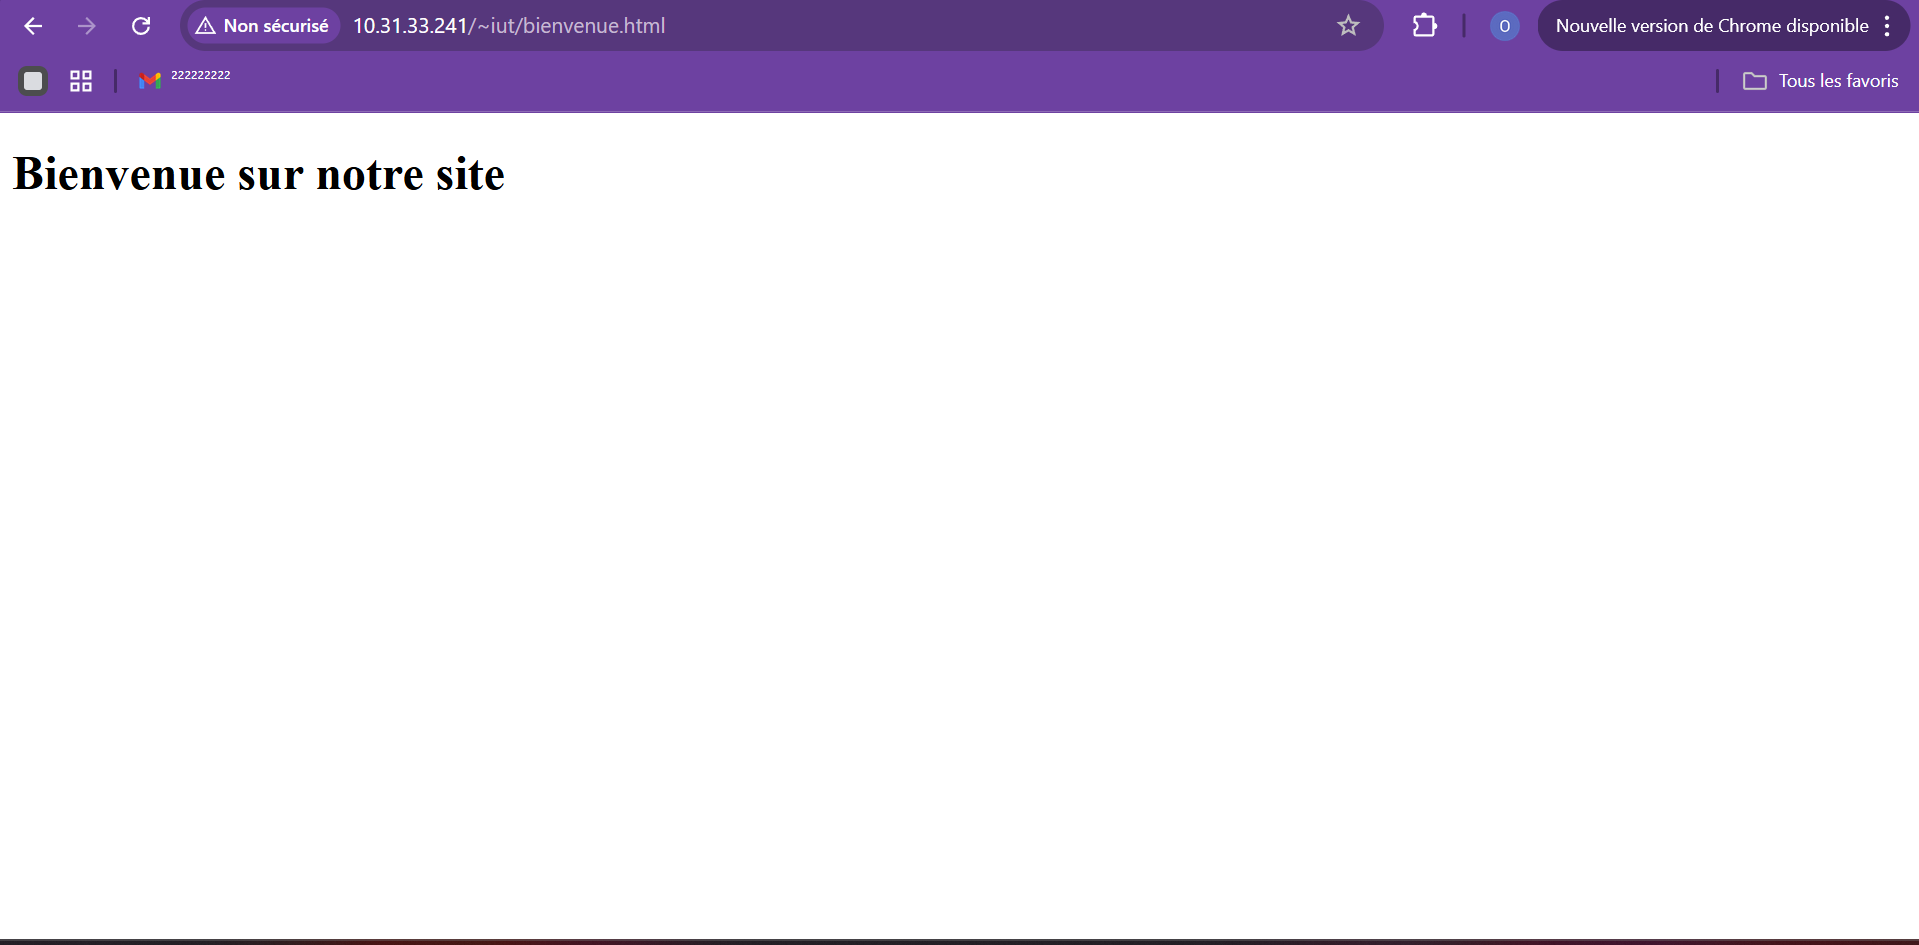 Non sécurisé 10.31.33.241/~iut/bienvenue.html O Nouvelle version de Chrome disponible
²²²²²²²²² Tous les favoris
Bienvenue sur notre site